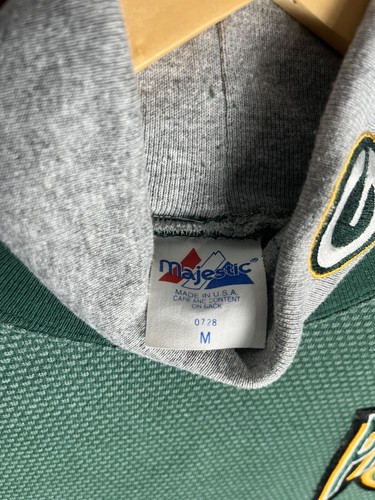 Majestic
MADE IN U.S.A.
CARE AND CONTENT
ON BACK
0728
M
G